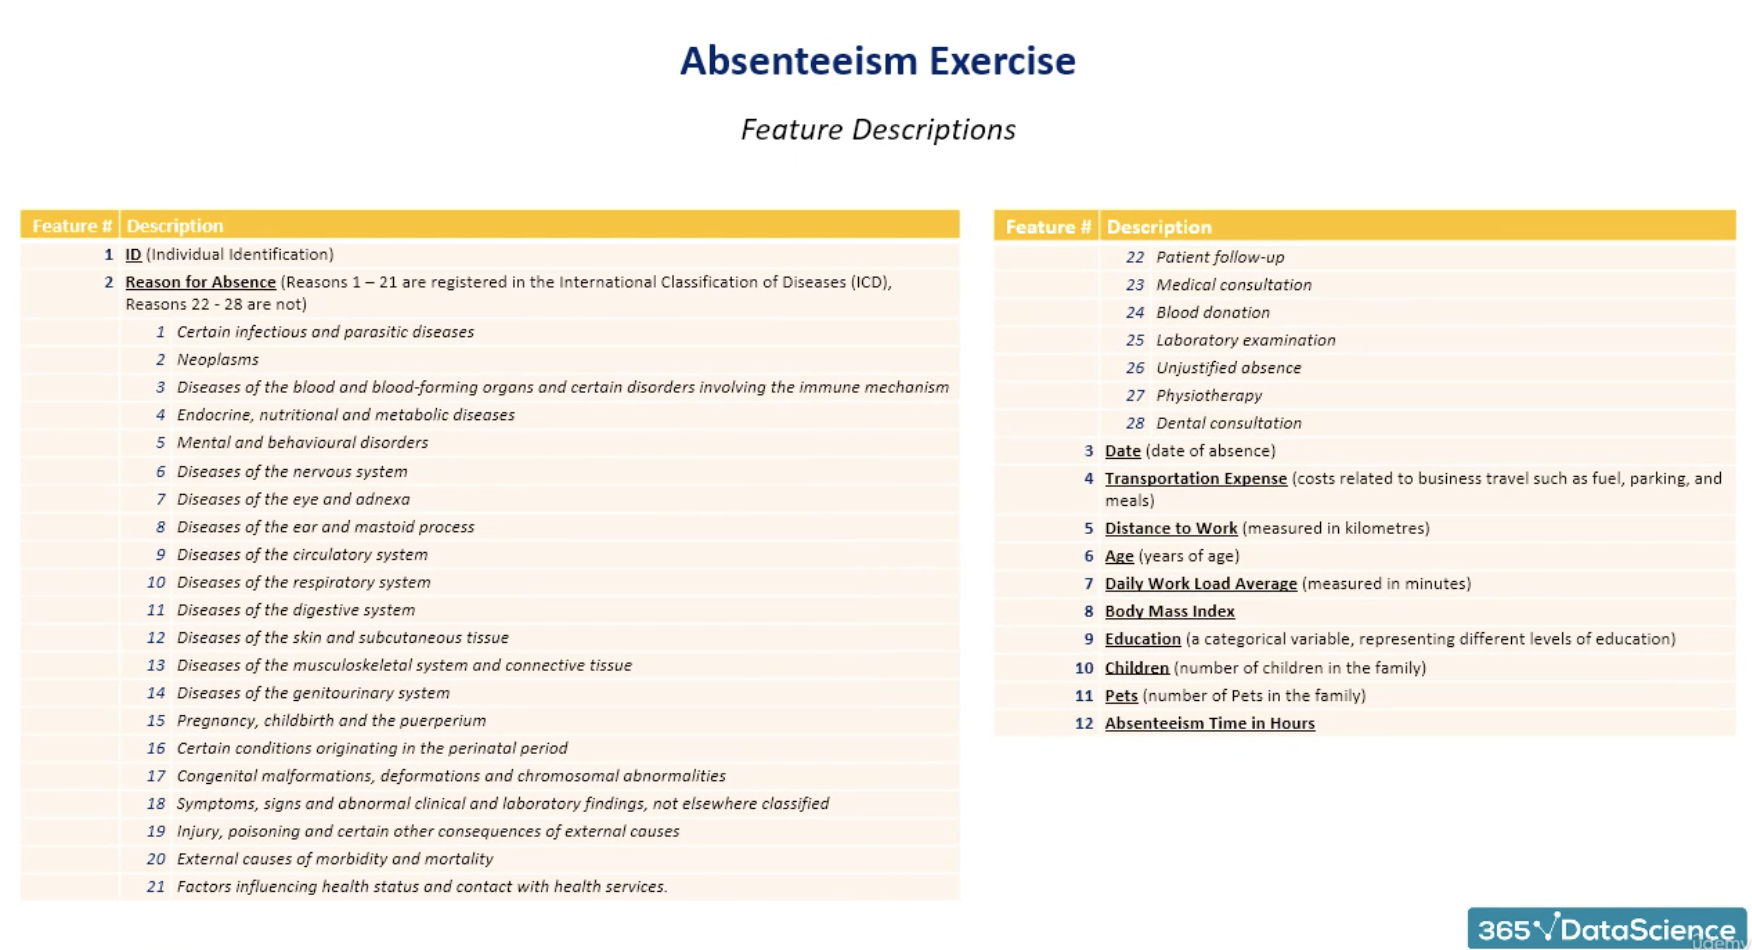 Absenteeism Exercise
Feature Descriptions
Feature # Description
1 ID (Individual Identification)
2 Reason for Absence (Reasons 1 – 21 are registered in the International Classification of Diseases (ICD),
Reasons 22 - 28 are not)
1 Certain infectious and parasitic diseases
2 Neoplasms
3 Diseases of the blood and blood-forming organs and certain disorders involving the immune mechanism
4 Endocrine, nutritional and metabolic diseases
5 Mental and behavioural disorders
6 Diseases of the nervous system
7 Diseases of the eye and adnexa
8 Diseases of the ear and mastoid process
9 Diseases of the circulatory system
10 Diseases of the respiratory system
11 Diseases of the digestive system
12 Diseases of the skin and subcutaneous tissue
13 Diseases of the musculoskeletal system and connective tissue
14 Diseases of the genitourinary system
15 Pregnancy, childbirth and the puerperium
16 Certain conditions originating in the perinatal period
17 Congenital malformations, deformations and chromosomal abnormalities
18 Symptoms, signs and abnormal clinical and laboratory findings, not elsewhere classified
19 Injury, poisoning and certain other consequences of external causes
20 External causes of morbidity and mortality
21 Factors influencing health status and contact with health services.
Feature # Description
22 Patient follow-up
23 Medical consultation
24 Blood donation
25 Laboratory examination
26 Unjustified absence
27 Physiotherapy
28 Dental consultation
3 Date (date of absence)
4 Transportation Expense (costs related to business travel such as fuel, parking, and
meals)
5 Distance to Work (measured in kilometres)
6 Age (years of age)
7 Daily Work Load Average (measured in minutes)
8 Body Mass Index
9 Education (a categorical variable, representing different levels of education)
10 Children (number of children in the family)
11 Pets (number of Pets in the family)
12 Absenteeism Time in Hours
365 DataScience
udemy